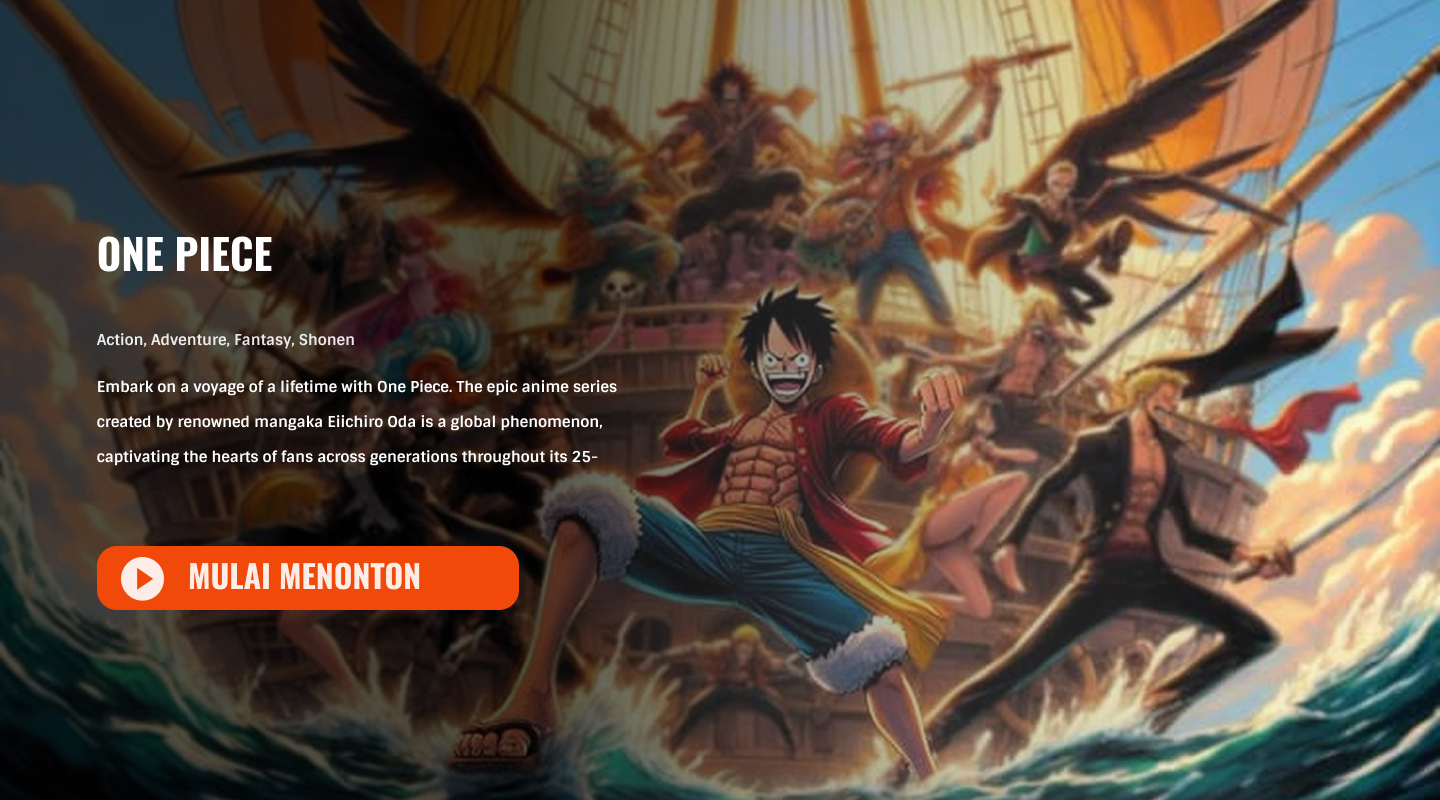 ONE PIECE
Action, Adventure, Fantasy, Shonen
Embark on a voyage of a lifetime with One Piece. The epic anime series
created by renowned mangaka Eiichiro Oda is a global phenomenon,
captivating the hearts of fans across generations throughout its 25-
MULAI MENONTON